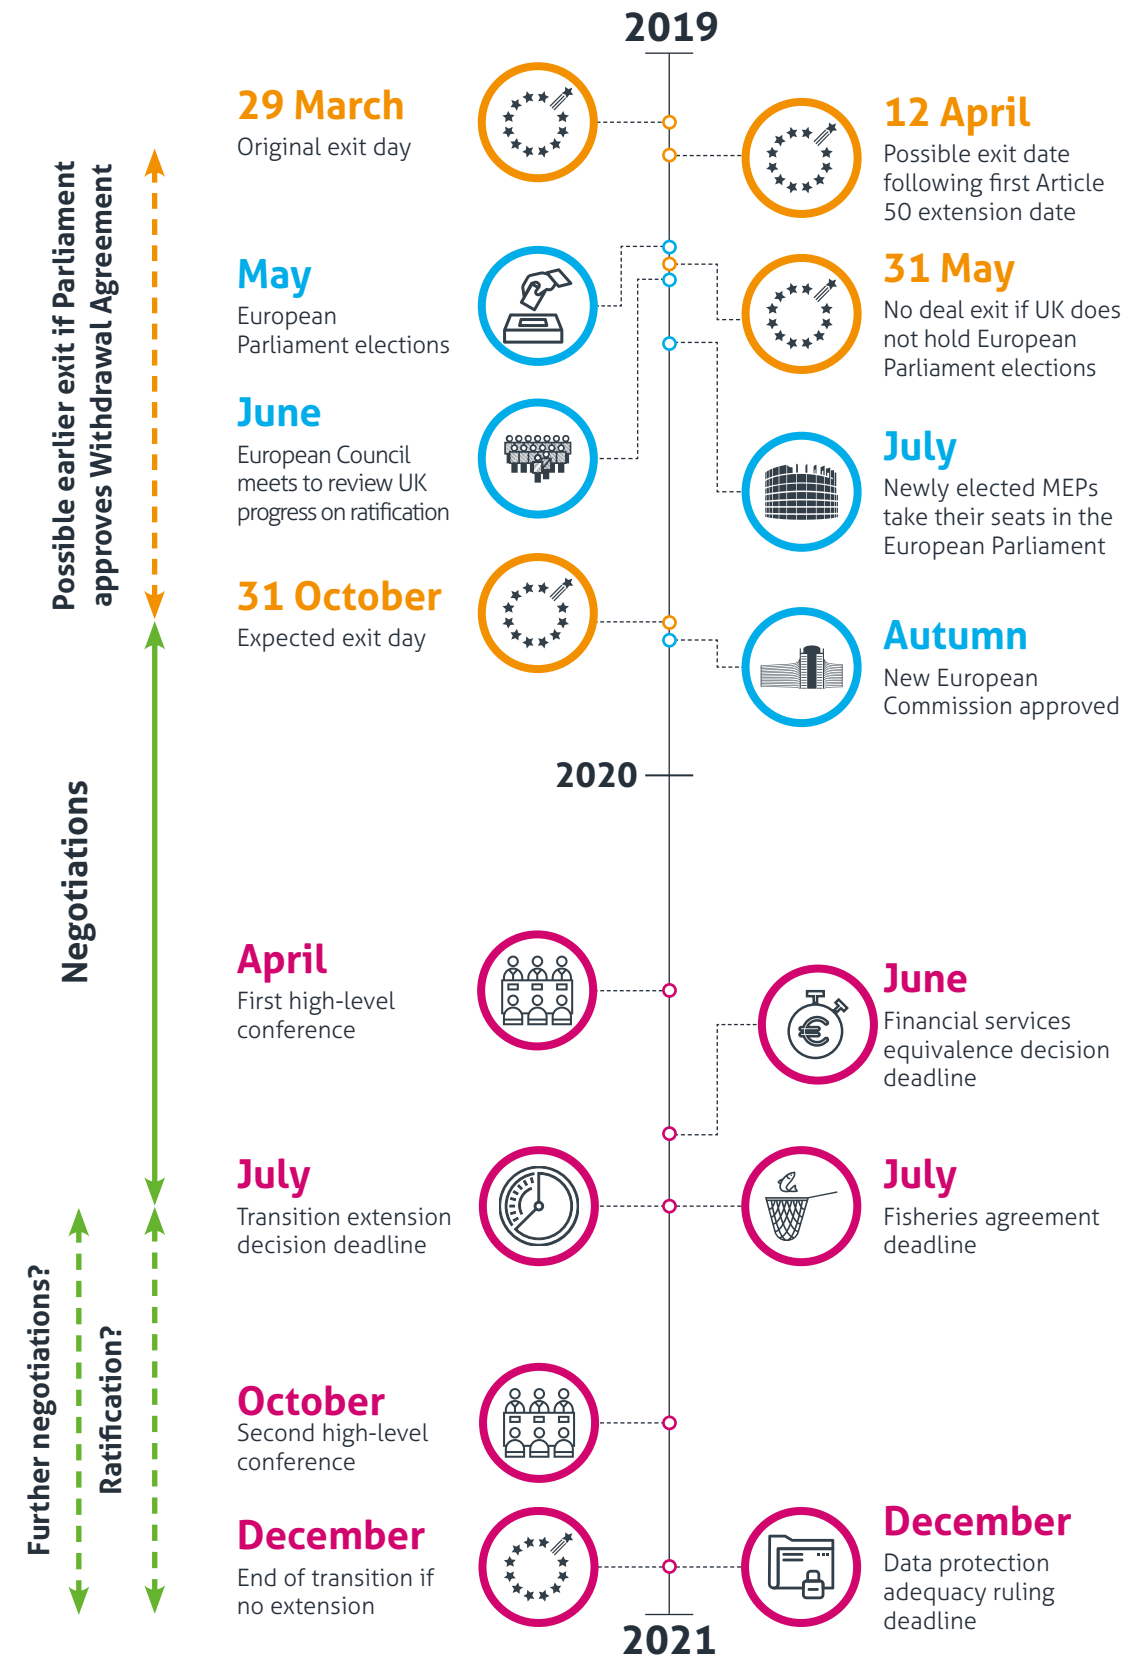 2019
29 March
Original exit day
12 April
Possible exit date
following first Article
50 extension date
May
European
Parliament elections
31 May
No deal exit if UK does
not hold European
Parliament elections
June
European Council
meets to review UK
progress on ratification
July
Newly elected MEPs
take their seats in the
European Parliament
31 October
Expected exit day
Autumn
New European
Commission approved
Possible earlier exit if Parliament
approves Withdrawal Agreement
2020
Negotiations
April
First high-level
conference
June
Financial services
equivalence decision
deadline
July
Transition extension
decision deadline
July
Fisheries agreement
deadline
Further negotiations?
Ratification?
October
Second high-level
conference
December
End of transition if
no extension
December
Data protection
adequacy ruling
deadline
2021